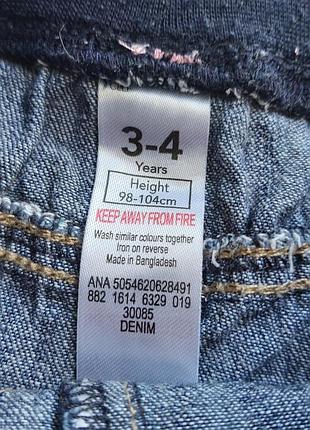 3-4
Years
Height
98-104cm
KEEP AWAY FROM FIRE
Wash similar colours together
Iron on reverse
Made in Bangladesh
ANA 5054620628491
882 1614 6329 019
30085
DENIM